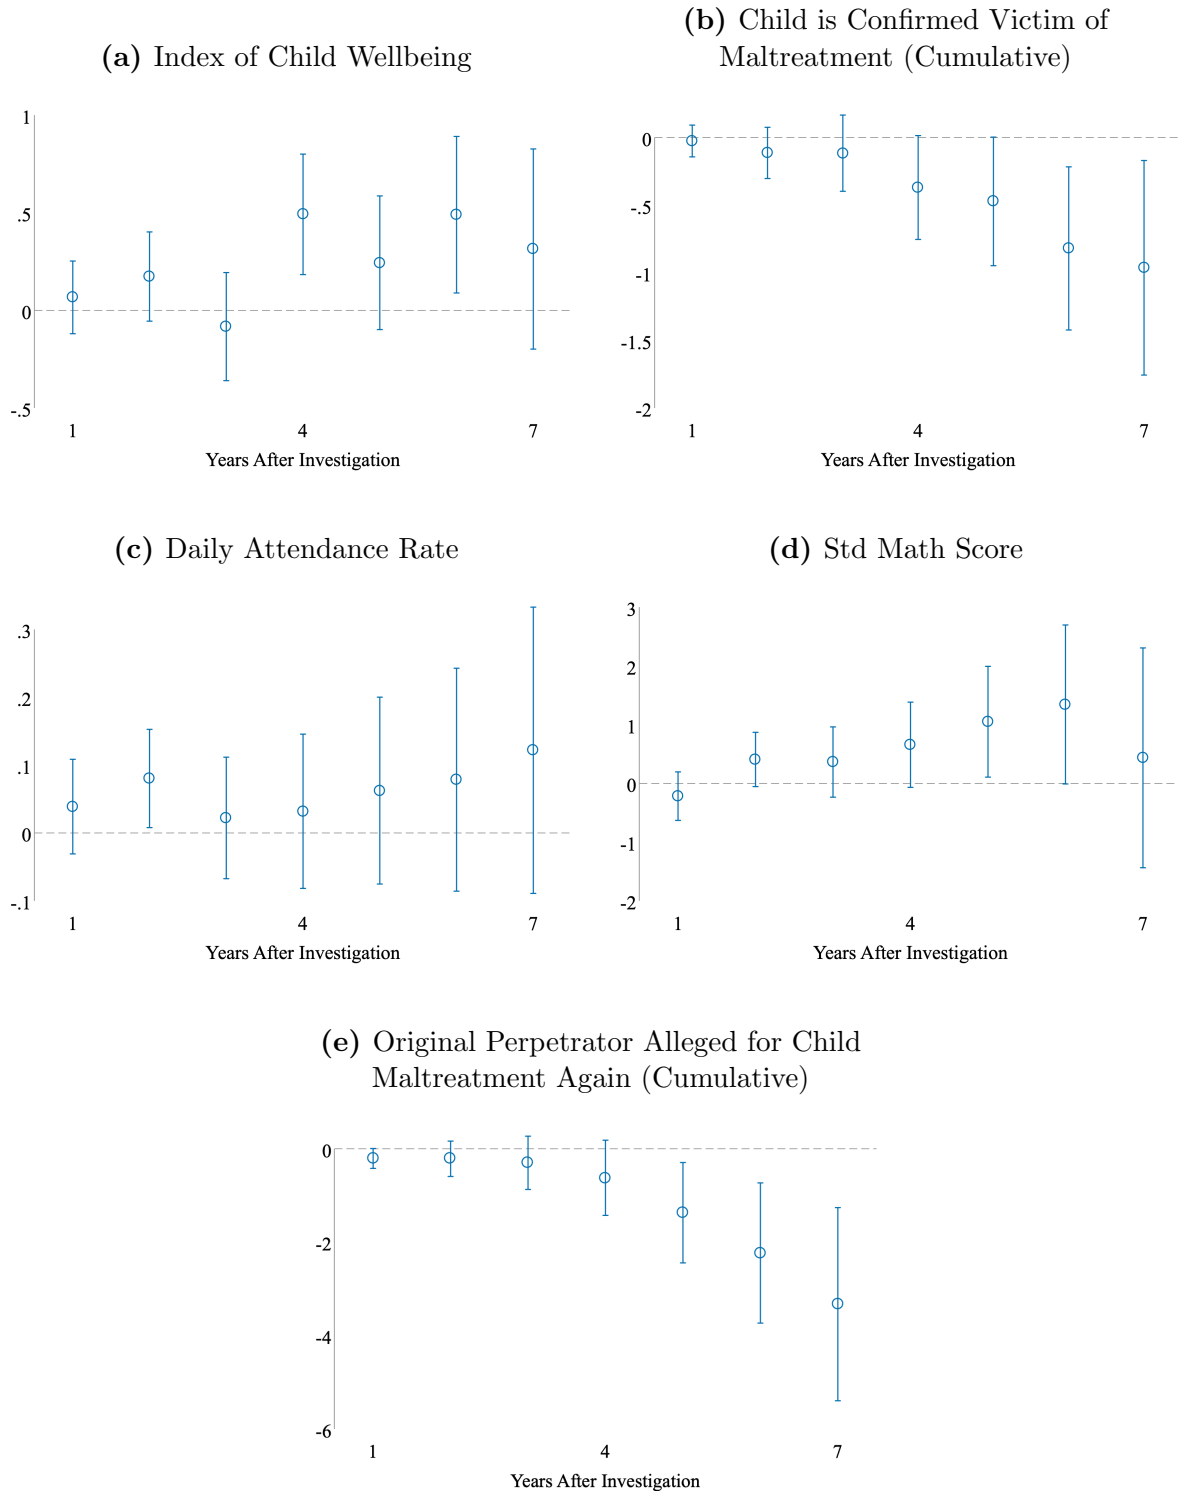 (a) Index of Child Wellbeing
1
.5
0
-.5
1 4 7
Years After Investigation
(b) Child is Confirmed Victim of
Maltreatment (Cumulative)
0
-.5
-1
-1.5
-2
1 4 7
Years After Investigation
(c) Daily Attendance Rate
.3
.2
.1
0
-.1
1 4 7
Years After Investigation
(d) Std Math Score
3
2
1
0
-1
-2
1 4 7
Years After Investigation
(e) Original Perpetrator Alleged for Child
Maltreatment Again (Cumulative)
0
-2
-4
-6
1 4 7
Years After Investigation